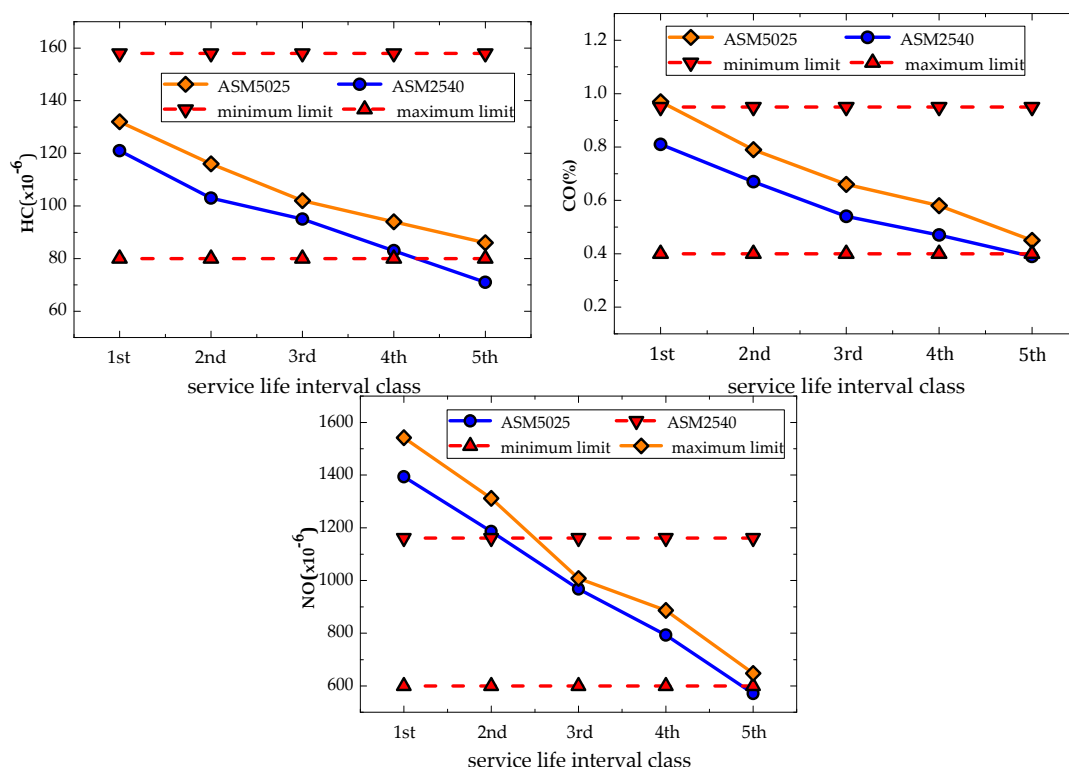 160
140
120
100
80
60
HC(x10⁻⁶)
ASM5025 ASM2540
minimum limit maximum limit
1st 2nd 3rd 4th 5th
service life interval class
1.2
1.0
0.8
0.6
0.4
0.2
CO(%)
ASM5025 ASM2540
minimum limit maximum limit
1st 2nd 3rd 4th 5th
service life interval class
1600
1400
1200
1000
800
600
NO(x10⁻⁶)
ASM5025 ASM2540
minimum limit maximum limit
1st 2nd 3rd 4th 5th
service life interval class